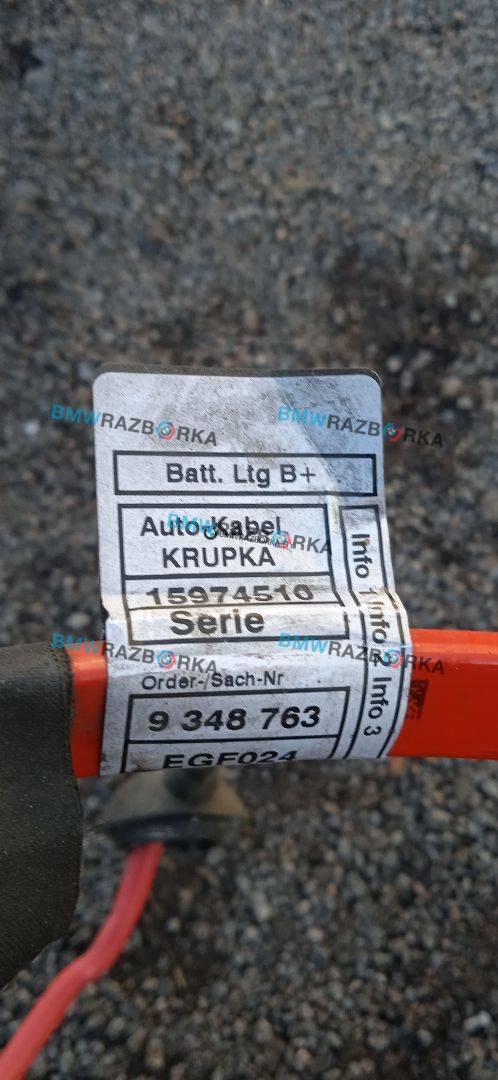 BMWRAZBORKA
BMWRAZBORKA
Batt. Ltg B+
Auto-Kabel
KRUPKA
BMWRAZBORKA
15974510
Serie
Info 1
Info 2
Info 3
BMWRAZBORKA
BMWRAZBORKA
Order-/Sach-Nr
9 348 763
EGF024